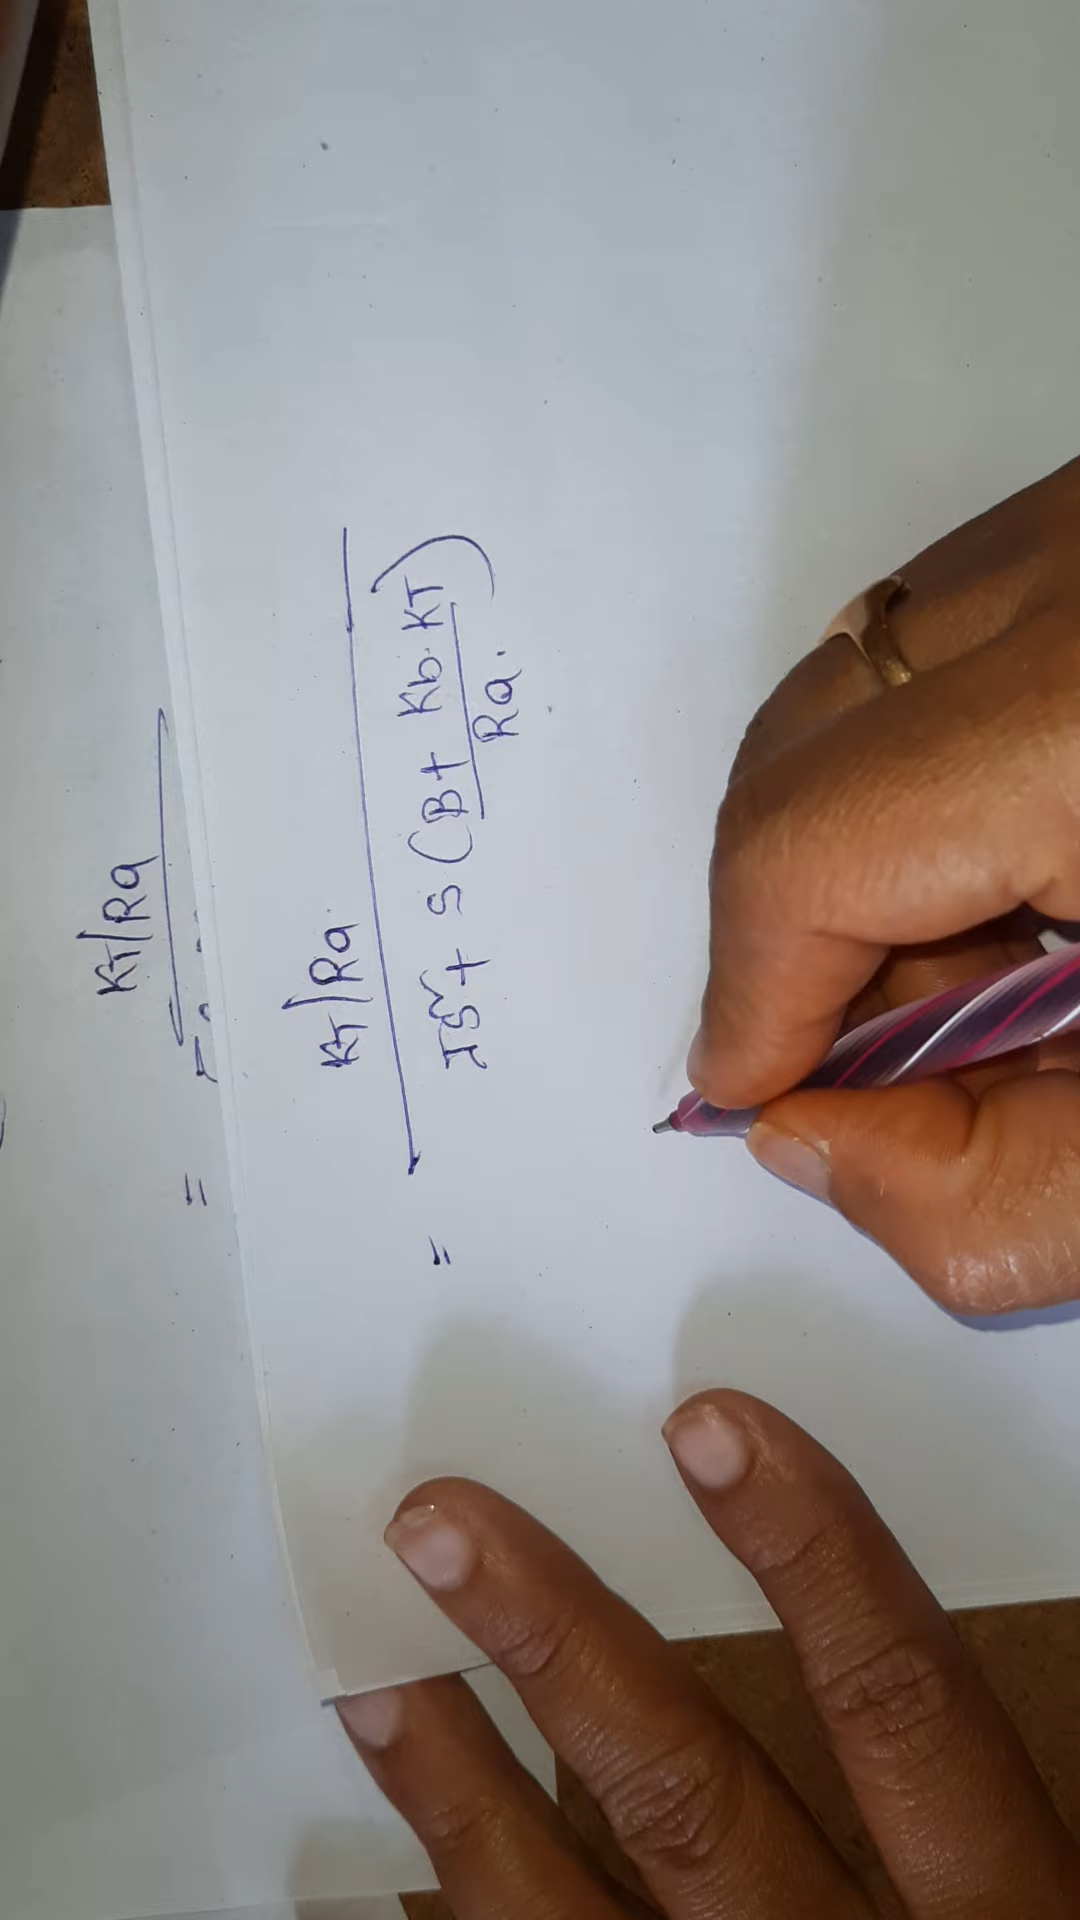 KT/Ra
=
KT/Ra
=
JS² + S (B + Kb·KT)
Ra.